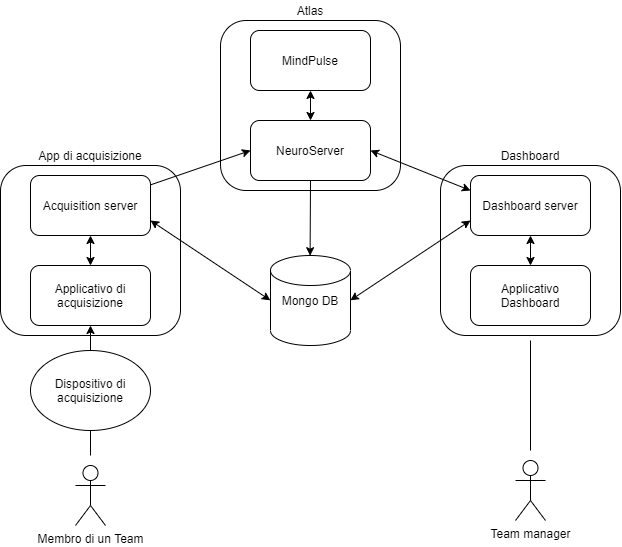 Atlas
MindPulse
NeuroServer
App di acquisizione
Dashboard
Acquisition server
Dashboard server
Applicativo di
acquisizione
Mongo DB
Applicativo
Dashboard
Dispositivo di
acquisizione
Membro di un Team
Team manager